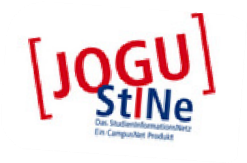 [JOGU]
StINe
Das StudieninformationsNetz
Ein CampusNet Produkt